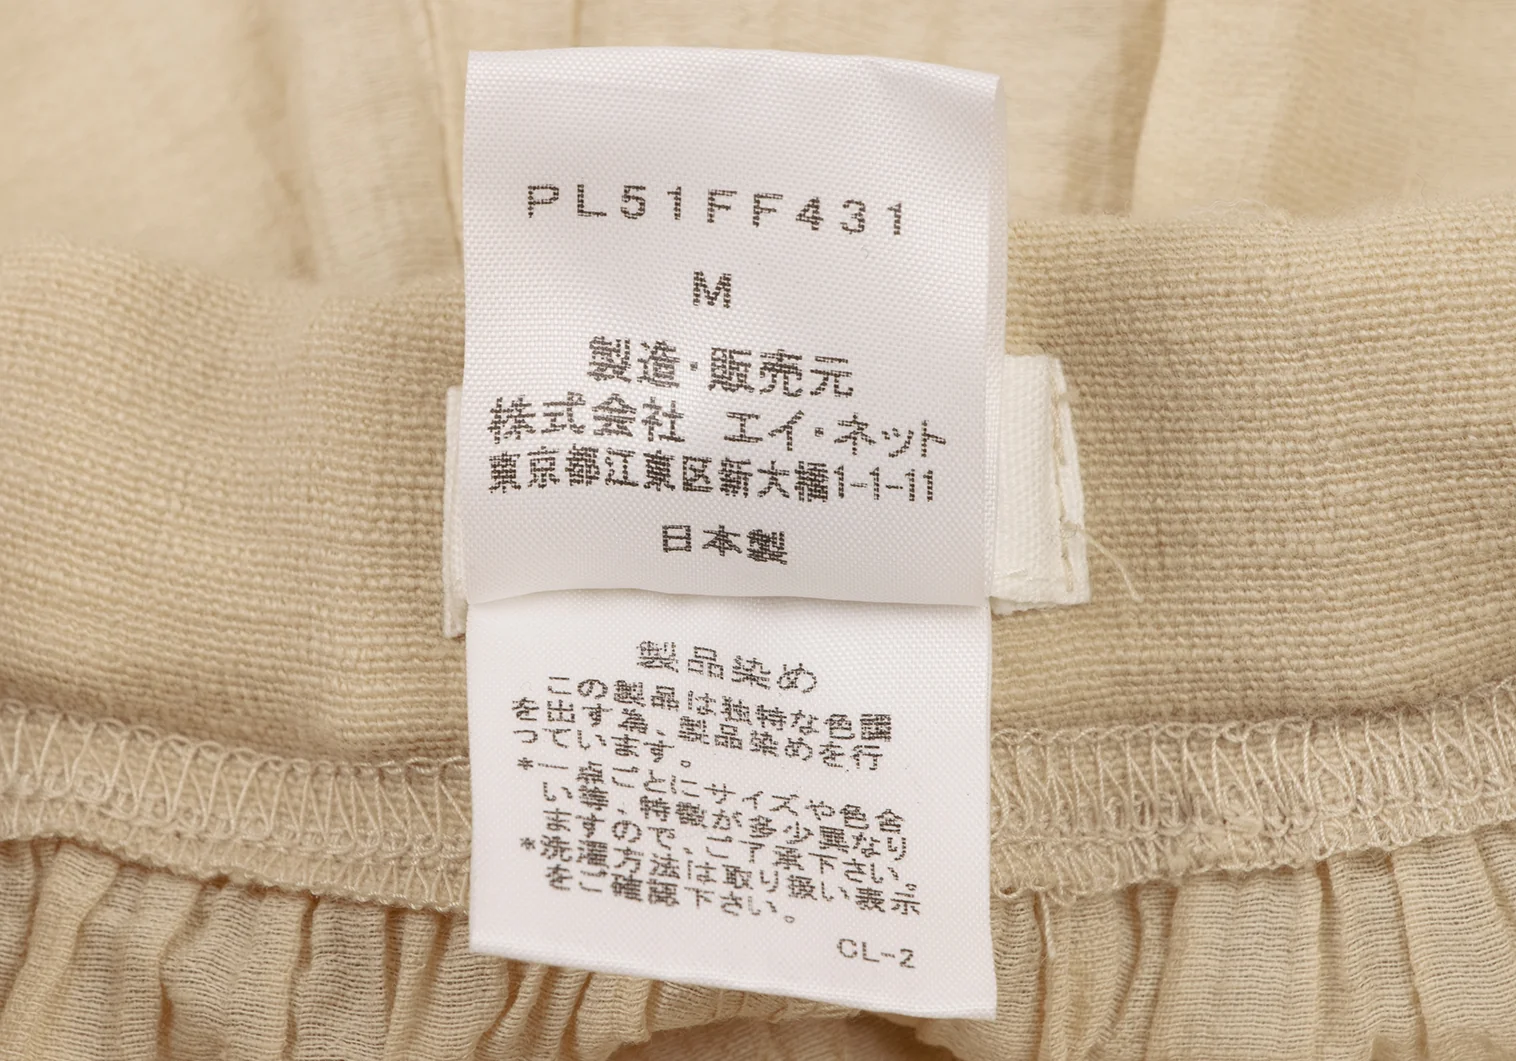 PL51FF431
M
製造・販売元
株式会社 エイ・ネット
東京都江東区新大橋1-1-11
日本製
製品染め
この製品は独特な色調
を出す為、製品染めを行
っています。
*一点ごとにサイズや色合
い等、特徴が多少異なり
ますので、ご了承下さい。
*洗濯方法は取り扱い表示
をご確認下さい。
CL-2